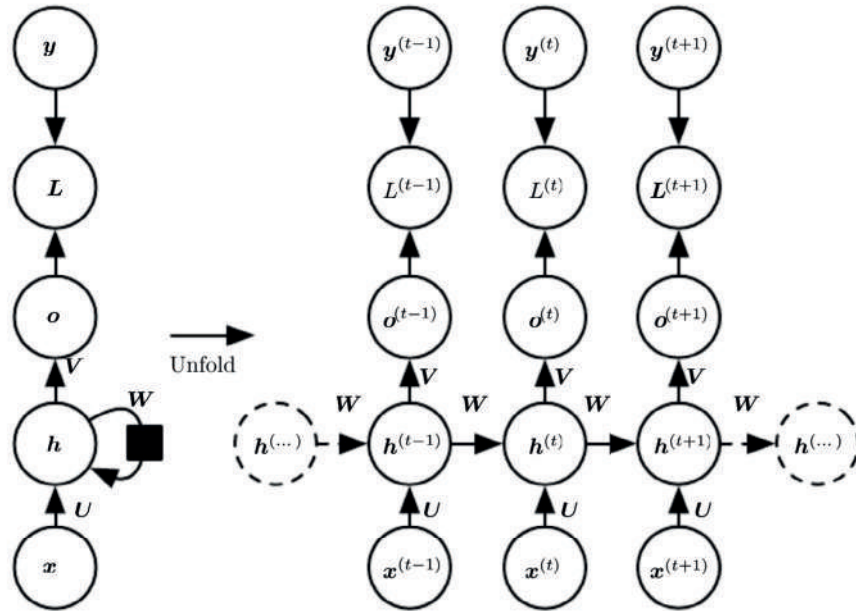 y y^{(t-1)} y^{(t)} y^{(t+1)}
L L^{(t-1)} L^{(t)} L^{(t+1)}
o o^{(t-1)} o^{(t)} o^{(t+1)}
Unfold
V V V V
W W W W W
h h^{(...)} h^{(t-1)} h^{(t)} h^{(t+1)} h^{(...)}
U U U U
x x^{(t-1)} x^{(t)} x^{(t+1)}